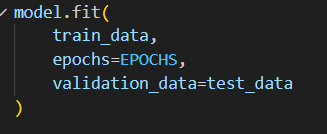 model.fit(
    train_data,
    epochs=EPOCHS,
    validation_data=test_data
)